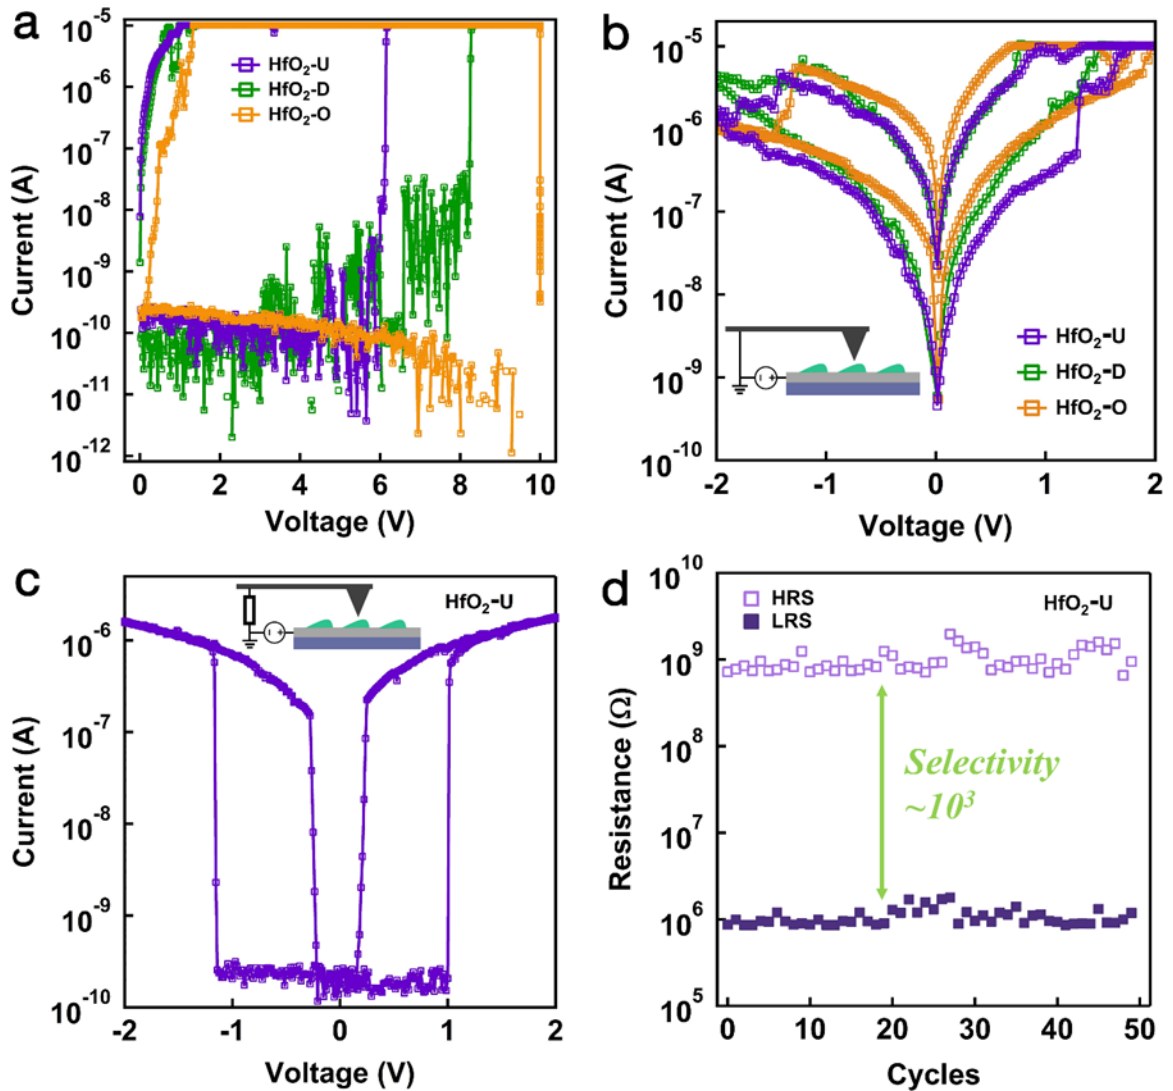 a
10⁻⁵
10⁻⁶
10⁻⁷
10⁻⁸
10⁻⁹
10⁻¹⁰
10⁻¹¹
10⁻¹²
Current (A)
HfO₂-U
HfO₂-D
HfO₂-O
0 2 4 6 8 10
Voltage (V)
b
10⁻⁵
10⁻⁶
10⁻⁷
10⁻⁸
10⁻⁹
10⁻¹⁰
Current (A)
HfO₂-U
HfO₂-D
HfO₂-O
-2 -1 0 1 2
Voltage (V)
c
HfO₂-U
10⁻⁶
10⁻⁷
10⁻⁸
10⁻⁹
10⁻¹⁰
Current (A)
-2 -1 0 1 2
Voltage (V)
d
10¹⁰
10⁹
10⁸
10⁷
10⁶
10⁵
Resistance (Ω)
HRS
LRS
HfO₂-U
Selectivity
~10³
0 10 20 30 40 50
Cycles